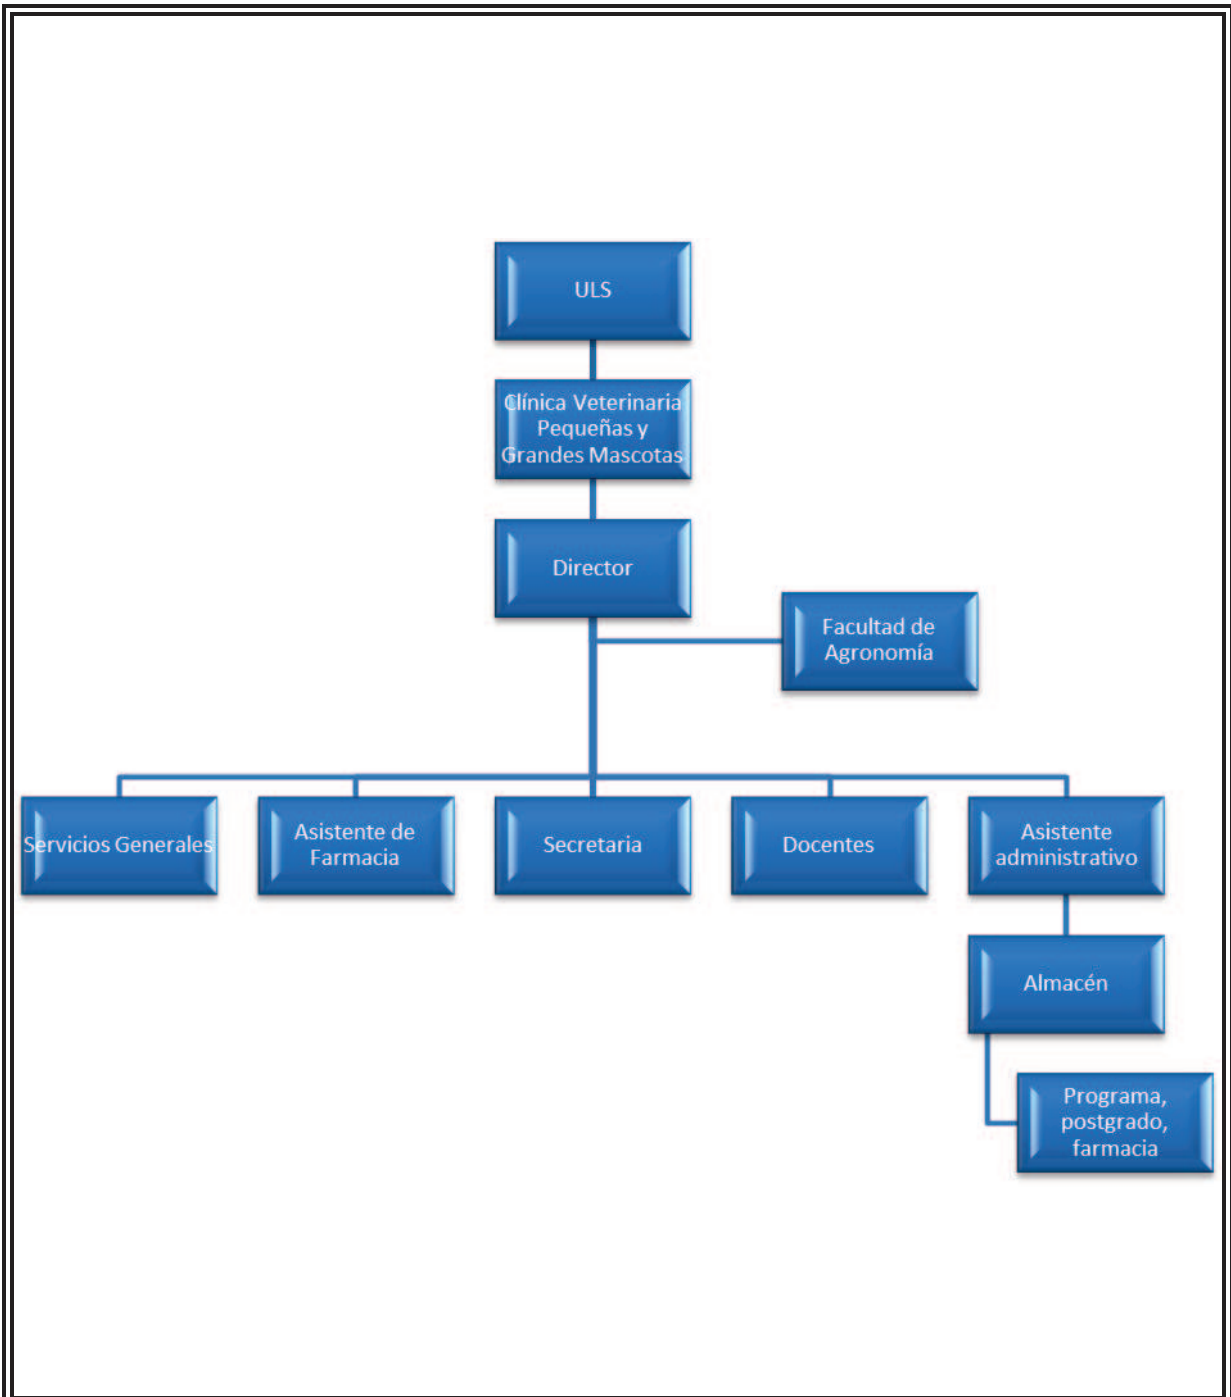 ULS
Clínica Veterinaria
Pequeñas y
Grandes Mascotas
Director
Facultad de
Agronomía
Servicios Generales
Asistente de
Farmacia
Secretaria
Docentes
Asistente
administrativo
Almacén
Programa,
postgrado,
farmacia